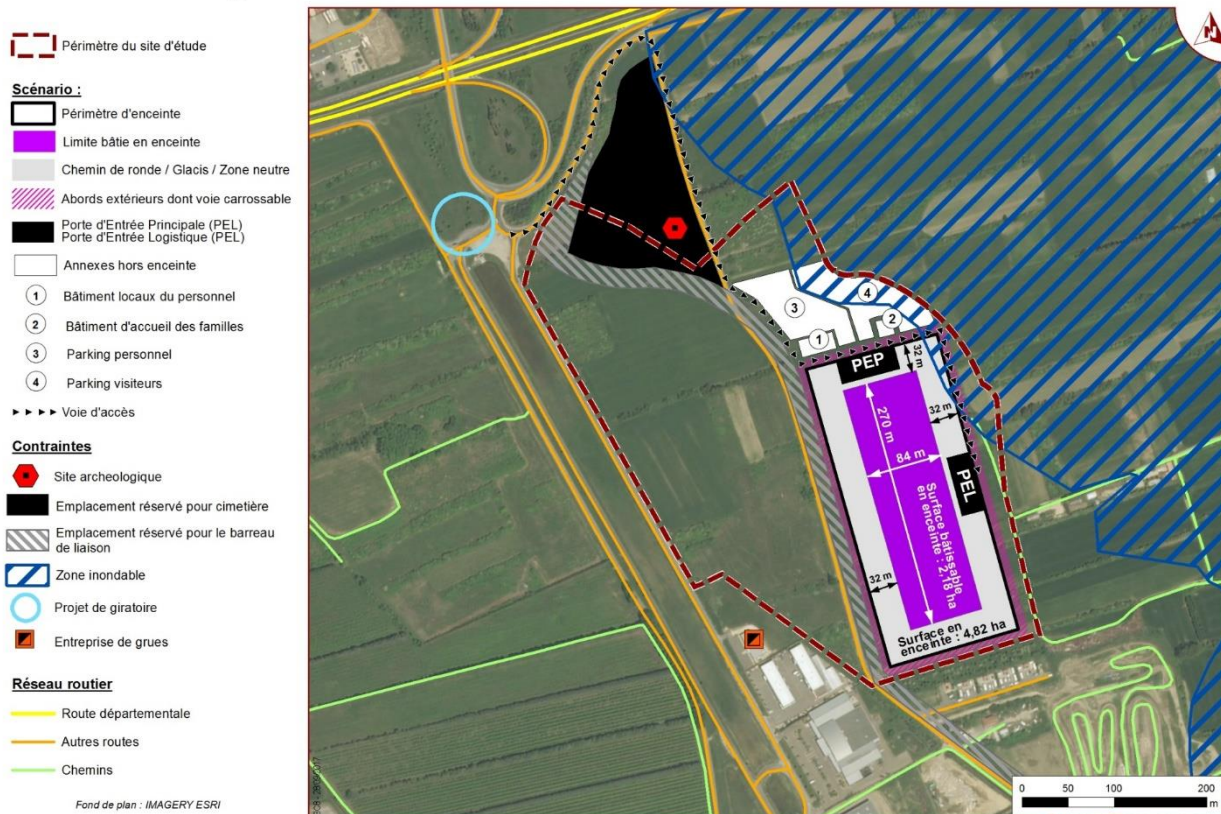 Périmètre du site d'étude
Scénario :
Périmètre d'enceinte
Limite bâtie en enceinte
Chemin de ronde / Glacis / Zone neutre
Abords extérieurs dont voie carrossable
Porte d'Entrée Principale (PEL)
Porte d'Entrée Logistique (PEL)
Annexes hors enceinte
1 Bâtiment locaux du personnel
2 Bâtiment d'accueil des familles
3 Parking personnel
4 Parking visiteurs
Voie d'accès
Contraintes
Site archeologique
Emplacement réservé pour cimetière
Emplacement réservé pour le barreau
de liaison
Zone inondable
Projet de giratoire
Entreprise de grues
Réseau routier
Route départementale
Autres routes
Chemins
Fond de plan : IMAGERY ESRI
N
4
3
2
1
PEP
32 m
270 m
32 m
84 m
PEL
Surface bâtissable
en enceinte : 2,18 ha
32 m
Surface en
enceinte : 4,82 ha
0 50 100 200
m